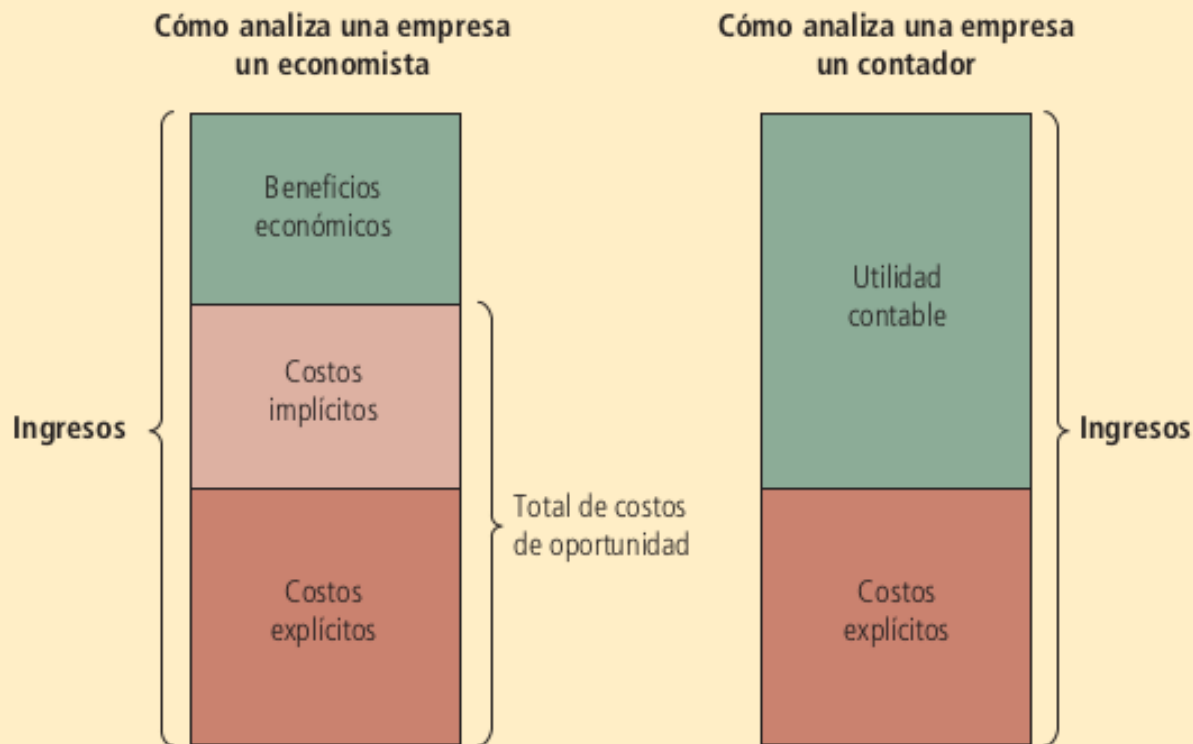 Cómo analiza una empresa
un economista
Cómo analiza una empresa
un contador
Beneficios
económicos
Costos
implícitos
Costos
explícitos
Ingresos
Total de costos
de oportunidad
Utilidad
contable
Costos
explícitos
Ingresos